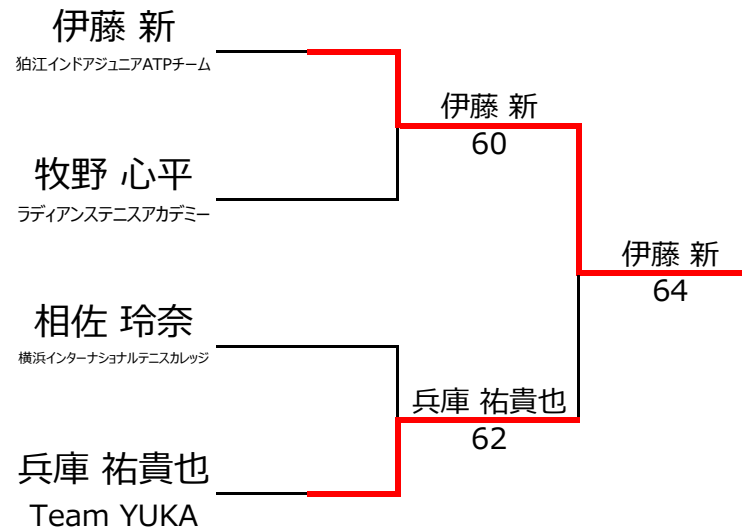 伊藤 新
狛江インドアジュニアATPチーム
伊藤 新
60
牧野 心平
ラディアンステニスアカデミー
伊藤 新
64
相佐 玲奈
横浜インターナショナルテニスカレッジ
兵庫 祐貴也
62
兵庫 祐貴也
Team YUKA